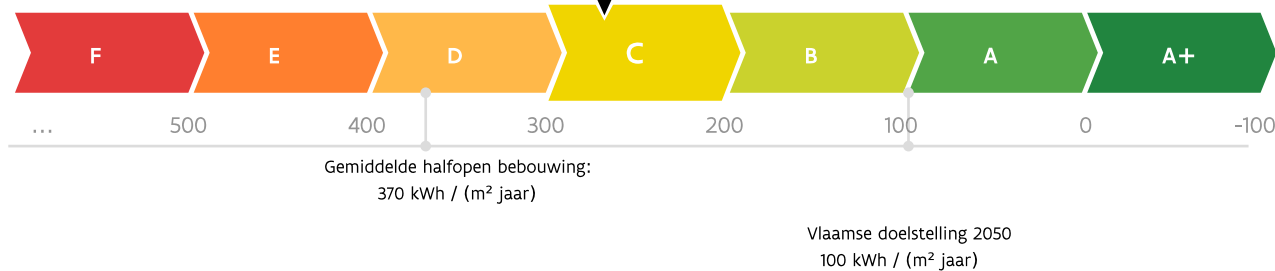 F E D C B A A+
... 500 400 300 200 100 0 -100
Gemiddelde halfopen bebouwing:
370 kWh / (m² jaar)
Vlaamse doelstelling 2050
100 kWh / (m² jaar)